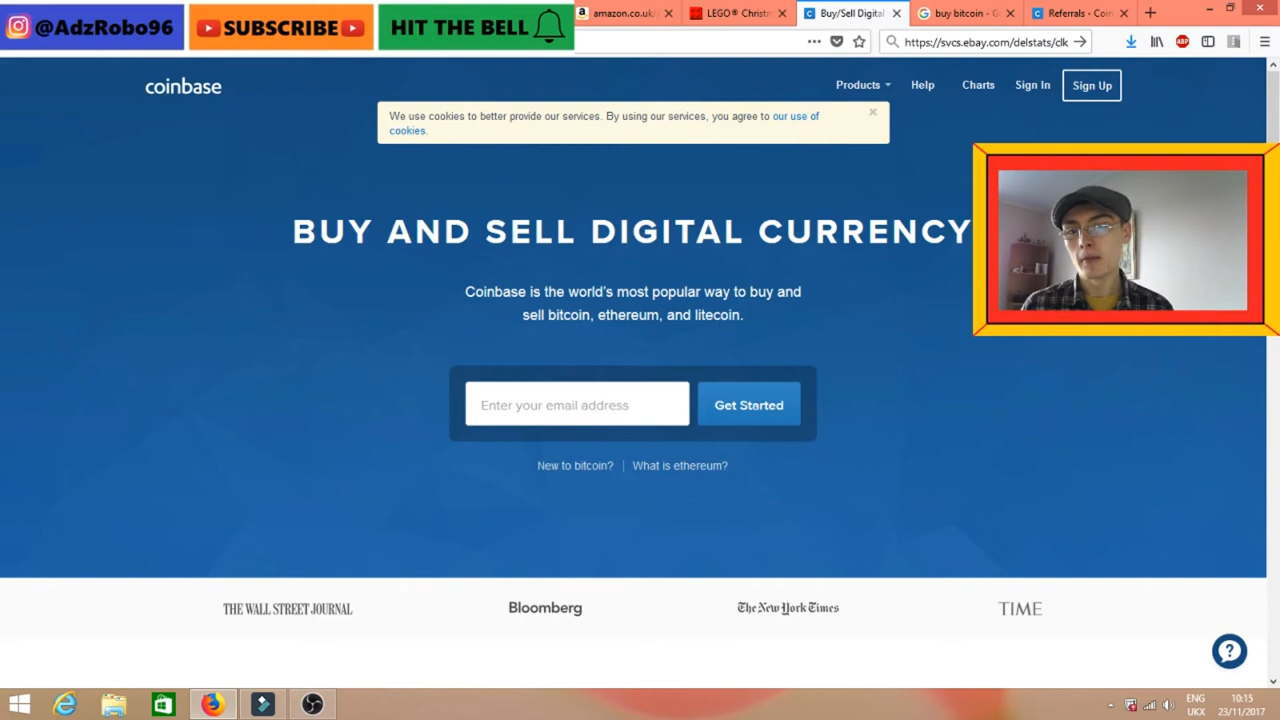 @AdzRobo96
SUBSCRIBE
HIT THE BELL
amazon.co.uk/
LEGO® Christm
Buy/Sell Digital
buy bitcoin - G
Referrals - Coin
https://svcs.ebay.com/delstats/clk
ABP
coinbase
Products
Help
Charts
Sign In
Sign Up
We use cookies to better provide our services. By using our services, you agree to our use of
cookies.
BUY AND SELL DIGITAL CURRENCY
Coinbase is the world's most popular way to buy and
sell bitcoin, ethereum, and litecoin.
Enter your email address
Get Started
New to bitcoin?
What is ethereum?
THE WALL STREET JOURNAL
Bloomberg
The New York Times
TIME
ENG
10:15
UKX
23/11/2017